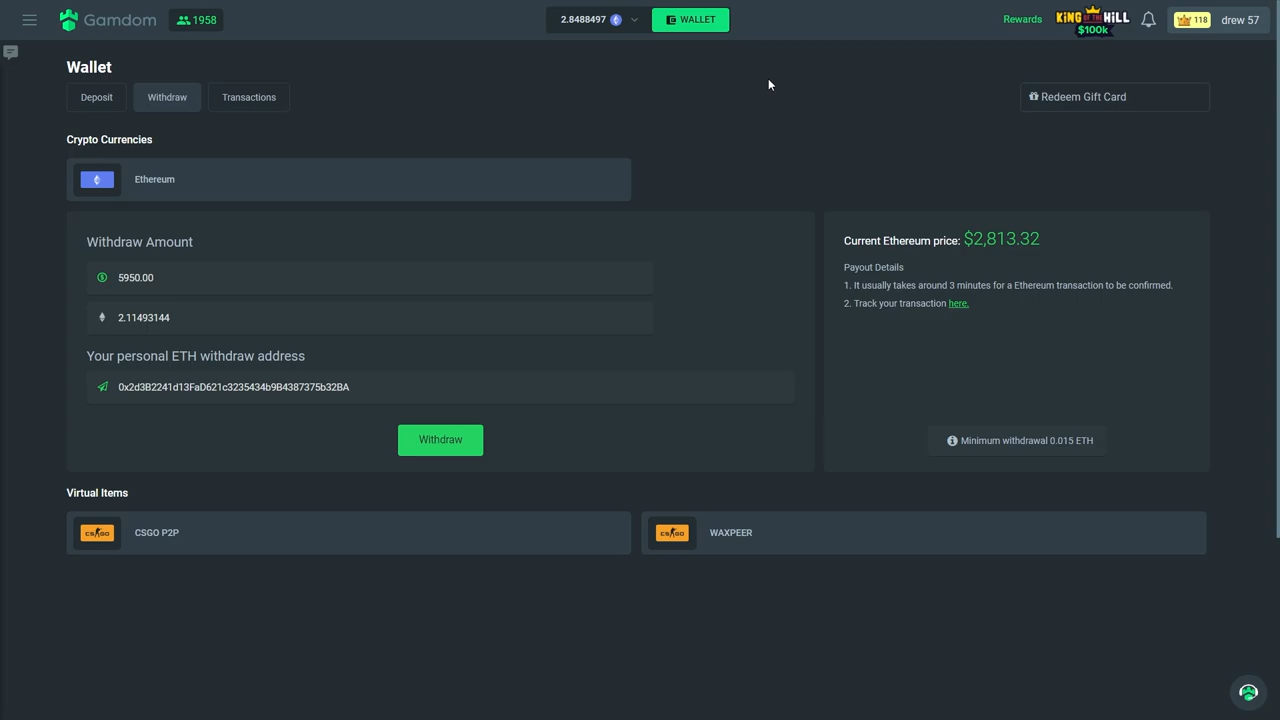 Gamdom
1958
2.8488497
WALLET
Rewards
KING OF THE HILL
$100k
118
drew 57
Wallet
Deposit
Withdraw
Transactions
Redeem Gift Card
Crypto Currencies
Ethereum
Withdraw Amount
5950.00
2.11493144
Your personal ETH withdraw address
0x2d3B2241d13FaD621c3235434b9B4387375b32BA
Withdraw
Current Ethereum price: $2,813.32
Payout Details
1. It usually takes around 3 minutes for a Ethereum transaction to be confirmed.
2. Track your transaction here.
Minimum withdrawal 0.015 ETH
Virtual Items
CSGO
CSGO P2P
CSGO
WAXPEER